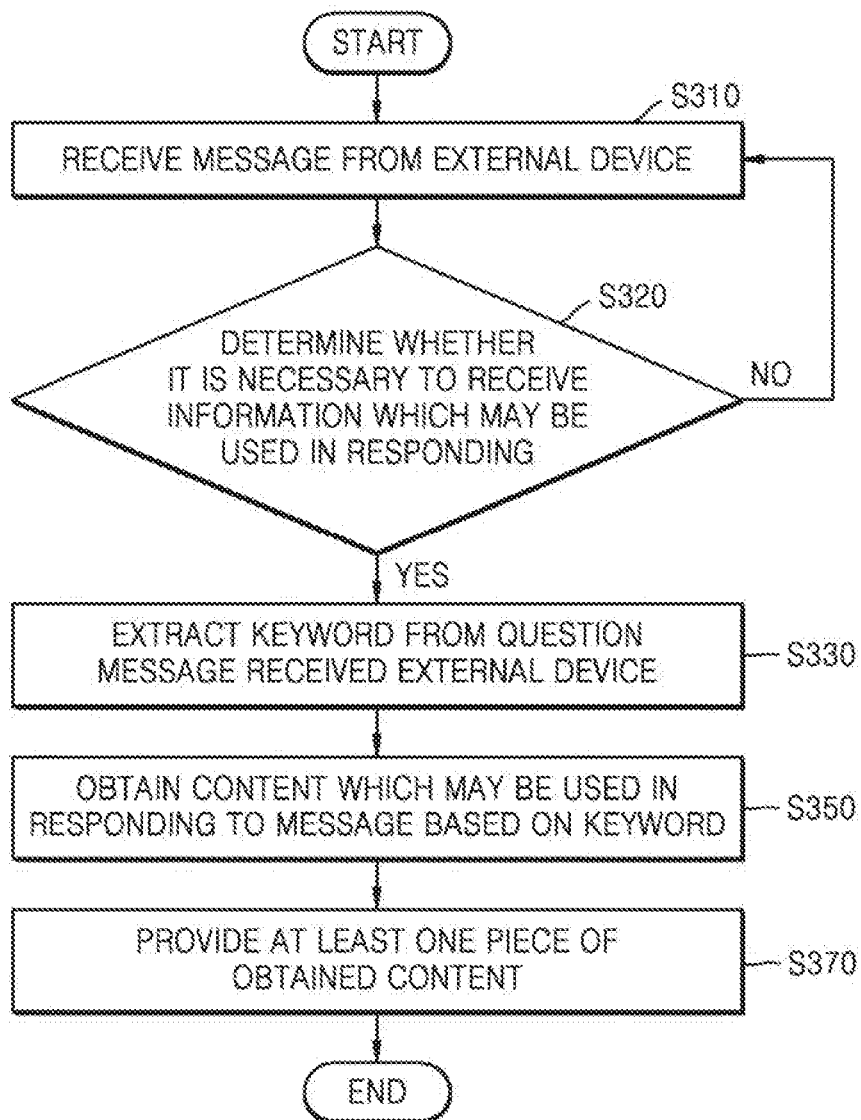 START
S310
RECEIVE MESSAGE FROM EXTERNAL DEVICE
S320
DETERMINE WHETHER
IT IS NECESSARY TO RECEIVE
INFORMATION WHICH MAY BE
USED IN RESPONDING
NO
YES
EXTRACT KEYWORD FROM QUESTION
MESSAGE RECEIVED EXTERNAL DEVICE
S330
OBTAIN CONTENT WHICH MAY BE USED IN
RESPONDING TO MESSAGE BASED ON KEYWORD
S350
PROVIDE AT LEAST ONE PIECE OF
OBTAINED CONTENT
S370
END